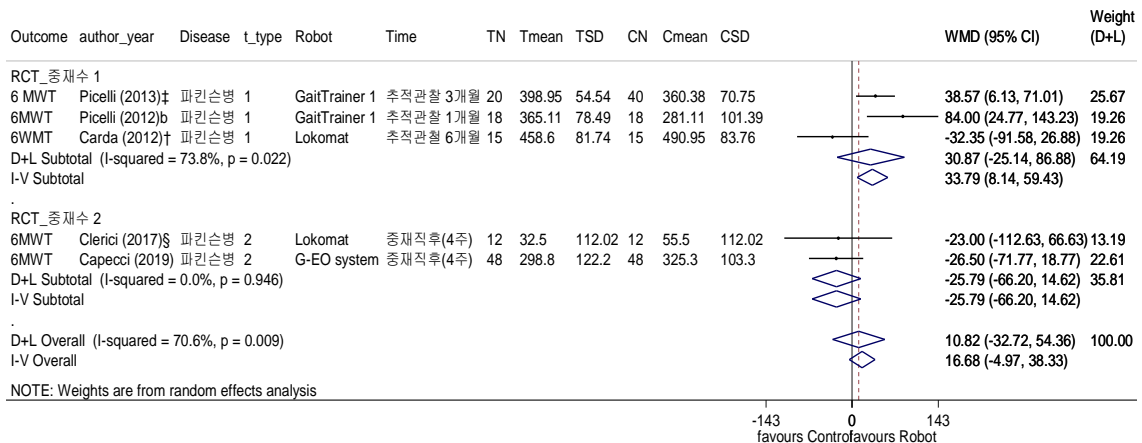 Weight
Outcome author_year Disease t_type Robot Time TN Tmean TSD CN Cmean CSD WMD (95% CI) (D+L)
RCT_중재수 1
6 MWT Picelli (2013)‡ 파킨슨병 1 GaitTrainer 1 추적관찰 3개월 20 398.95 54.54 40 360.38 70.75 38.57 (6.13, 71.01) 25.67
6MWT Picelli (2012)b 파킨슨병 1 GaitTrainer 1 추적관찰 1개월 18 365.11 78.49 18 281.11 101.39 84.00 (24.77, 143.23) 19.26
6WMT Carda (2012)† 파킨슨병 1 Lokomat 추적관찰 6개월 15 458.6 81.74 15 490.95 83.76 -32.35 (-91.58, 26.88) 19.26
D+L Subtotal (I-squared = 73.8%, p = 0.022) 30.87 (-25.14, 86.88) 64.19
I-V Subtotal 33.79 (8.14, 59.43)
.
RCT_중재수 2
6MWT Clerici (2017)§ 파킨슨병 2 Lokomat 중재직후(4주) 12 32.5 112.02 12 55.5 112.02 -23.00 (-112.63, 66.63) 13.19
6MWT Capecci (2019) 파킨슨병 2 G-EO system 중재직후(4주) 48 298.8 122.2 48 325.3 103.3 -26.50 (-71.77, 18.77) 22.61
D+L Subtotal (I-squared = 0.0%, p = 0.946) -25.79 (-66.20, 14.62) 35.81
I-V Subtotal -25.79 (-66.20, 14.62)
.
D+L Overall (I-squared = 70.6%, p = 0.009) 10.82 (-32.72, 54.36) 100.00
I-V Overall 16.68 (-4.97, 38.33)
NOTE: Weights are from random effects analysis
-143 0 143
favours Controfavours Robot